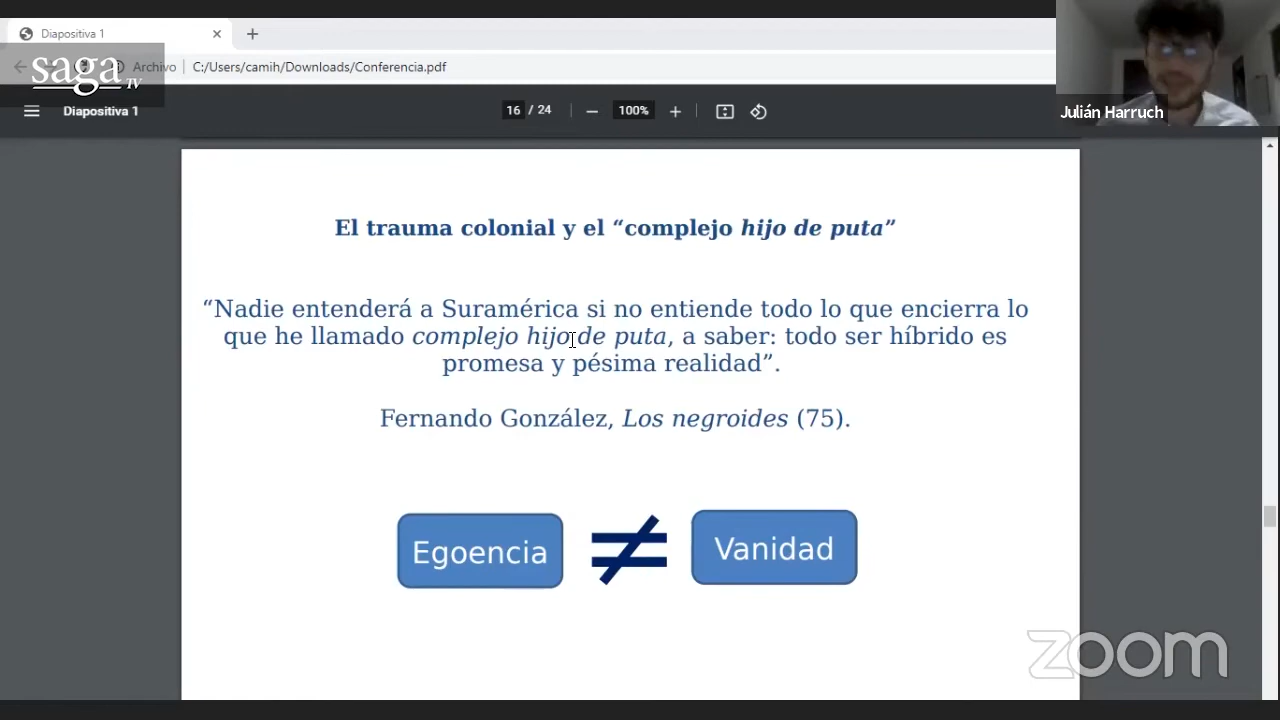 Diapositiva 1
saga TV
Archivo
C:/Users/camih/Downloads/Conferencia.pdf
Diapositiva 1
16 / 24
100%
Julián Harruch
El trauma colonial y el “complejo hijo de puta”
“Nadie entenderá a Suramérica si no entiende todo lo que encierra lo
que he llamado complejo hijo de puta, a saber: todo ser híbrido es
promesa y pésima realidad”.
Fernando González, Los negroides (75).
Egoencia
≠
Vanidad
zoom